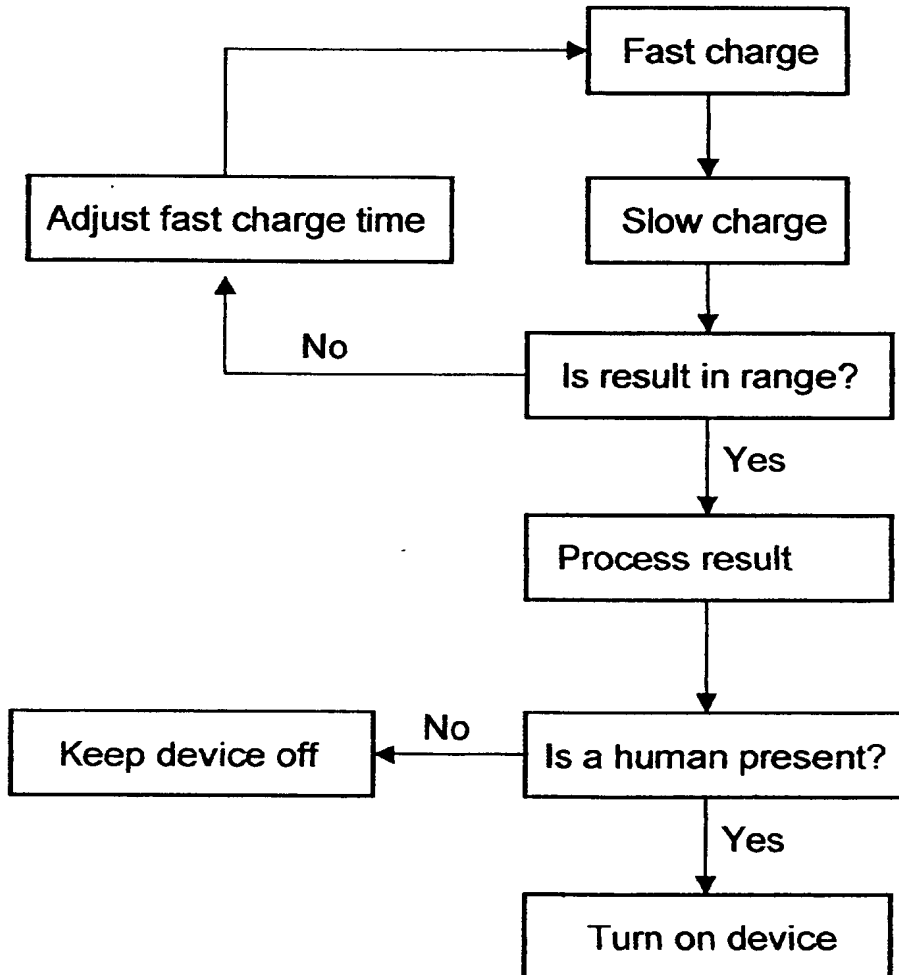 Fast charge
Adjust fast charge time
Slow charge
No
Is result in range?
Yes
Process result
No
Keep device off
Is a human present?
Yes
Turn on device